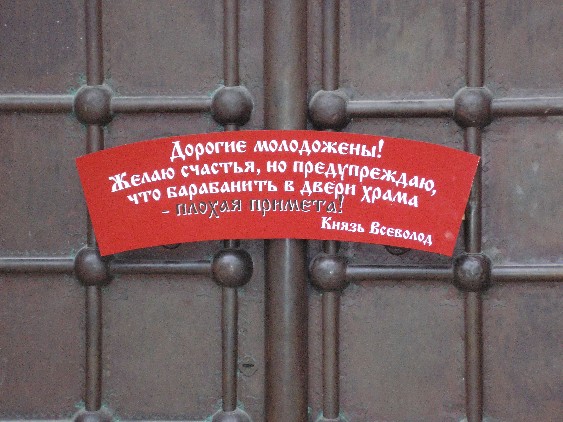 Дорогие молодожены!
Желаю счастья, но предупреждаю,
что барабанить в двери храма
- плохая примета!
Князь Всеволод